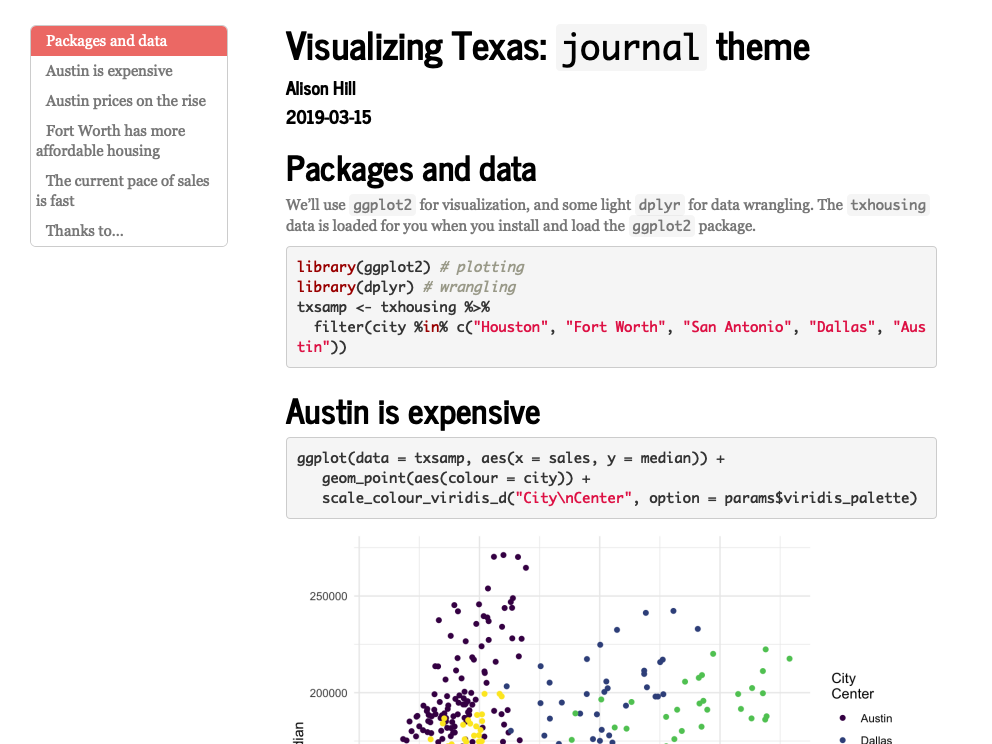 Packages and data
Austin is expensive
Austin prices on the rise
Fort Worth has more
affordable housing
The current pace of sales
is fast
Thanks to...
Visualizing Texas: journal theme
Alison Hill
2019-03-15
Packages and data
We'll use ggplot2 for visualization, and some light dplyr for data wrangling. The txhousing
data is loaded for you when you install and load the ggplot2 package.
library(ggplot2) # plotting
library(dplyr) # wrangling
txsamp <- txhousing %>%
  filter(city %in% c("Houston", "Fort Worth", "San Antonio", "Dallas", "Aus
tin"))
Austin is expensive
ggplot(data = txsamp, aes(x = sales, y = median)) +
   geom_point(aes(colour = city)) +
   scale_colour_viridis_d("City\nCenter", option = params$viridis_palette)
250000
200000
City
Center
Austin
Dallas